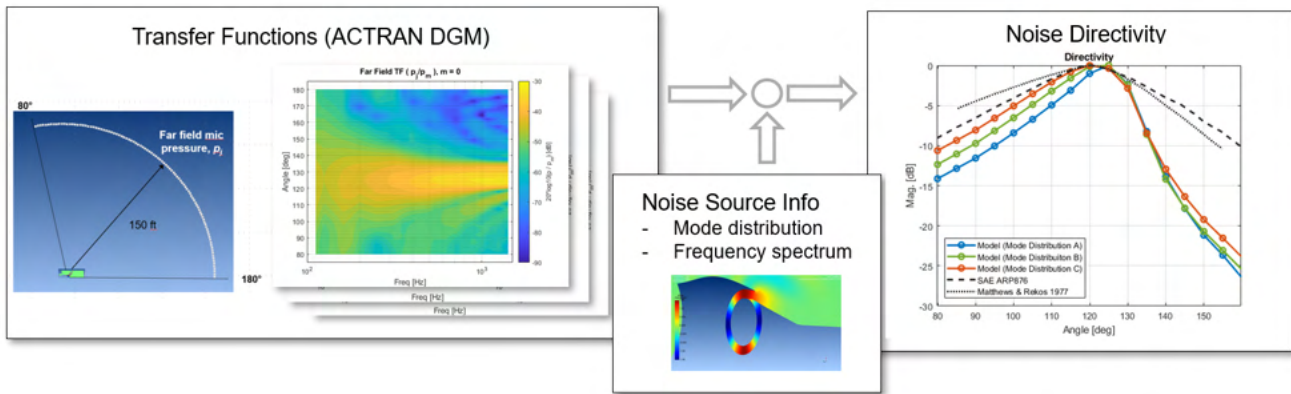 Transfer Functions (ACTRAN DGM)
80°
Far field mic
pressure, pj
150 ft
180°
Far Field TF ( pj/pm ), m = 0
180
170
160
150
140
130
120
110
100
90
80
Angle [deg]
10²
10³
Freq [Hz]
-30
-40
-50
-60
-70
-80
-90
Freq [Hz]
Freq [Hz]
Noise Source Info
- Mode distribution
- Frequency spectrum
Noise Directivity
Directivity
0
-5
-10
-15
-20
-25
-30
Mag. [dB]
Model (Mode Distribution A)
Model (Mode Distribuiton B)
Model (Mode Distribution C)
SAE ARP876
Matthews & Rekos 1977
80
90
100
110
120
130
140
150
Angle [deg]